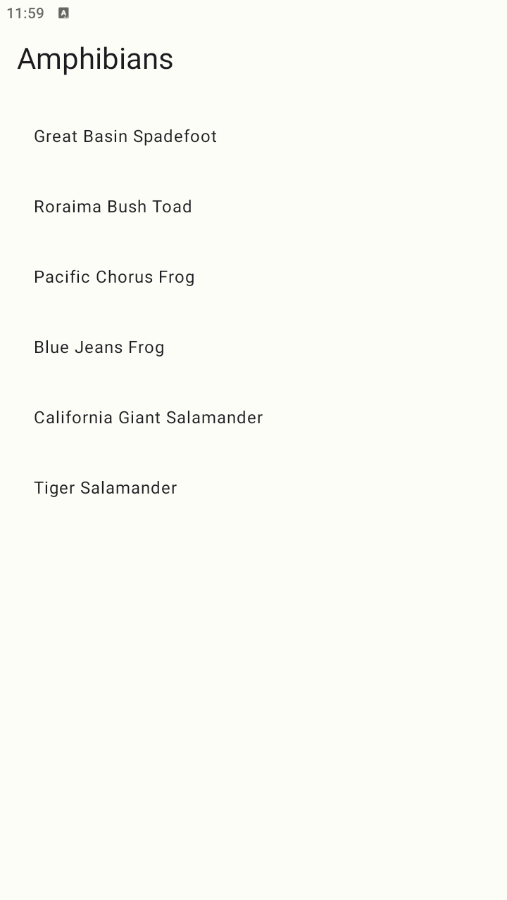 11:59
Amphibians
Great Basin Spadefoot
Roraima Bush Toad
Pacific Chorus Frog
Blue Jeans Frog
California Giant Salamander
Tiger Salamander